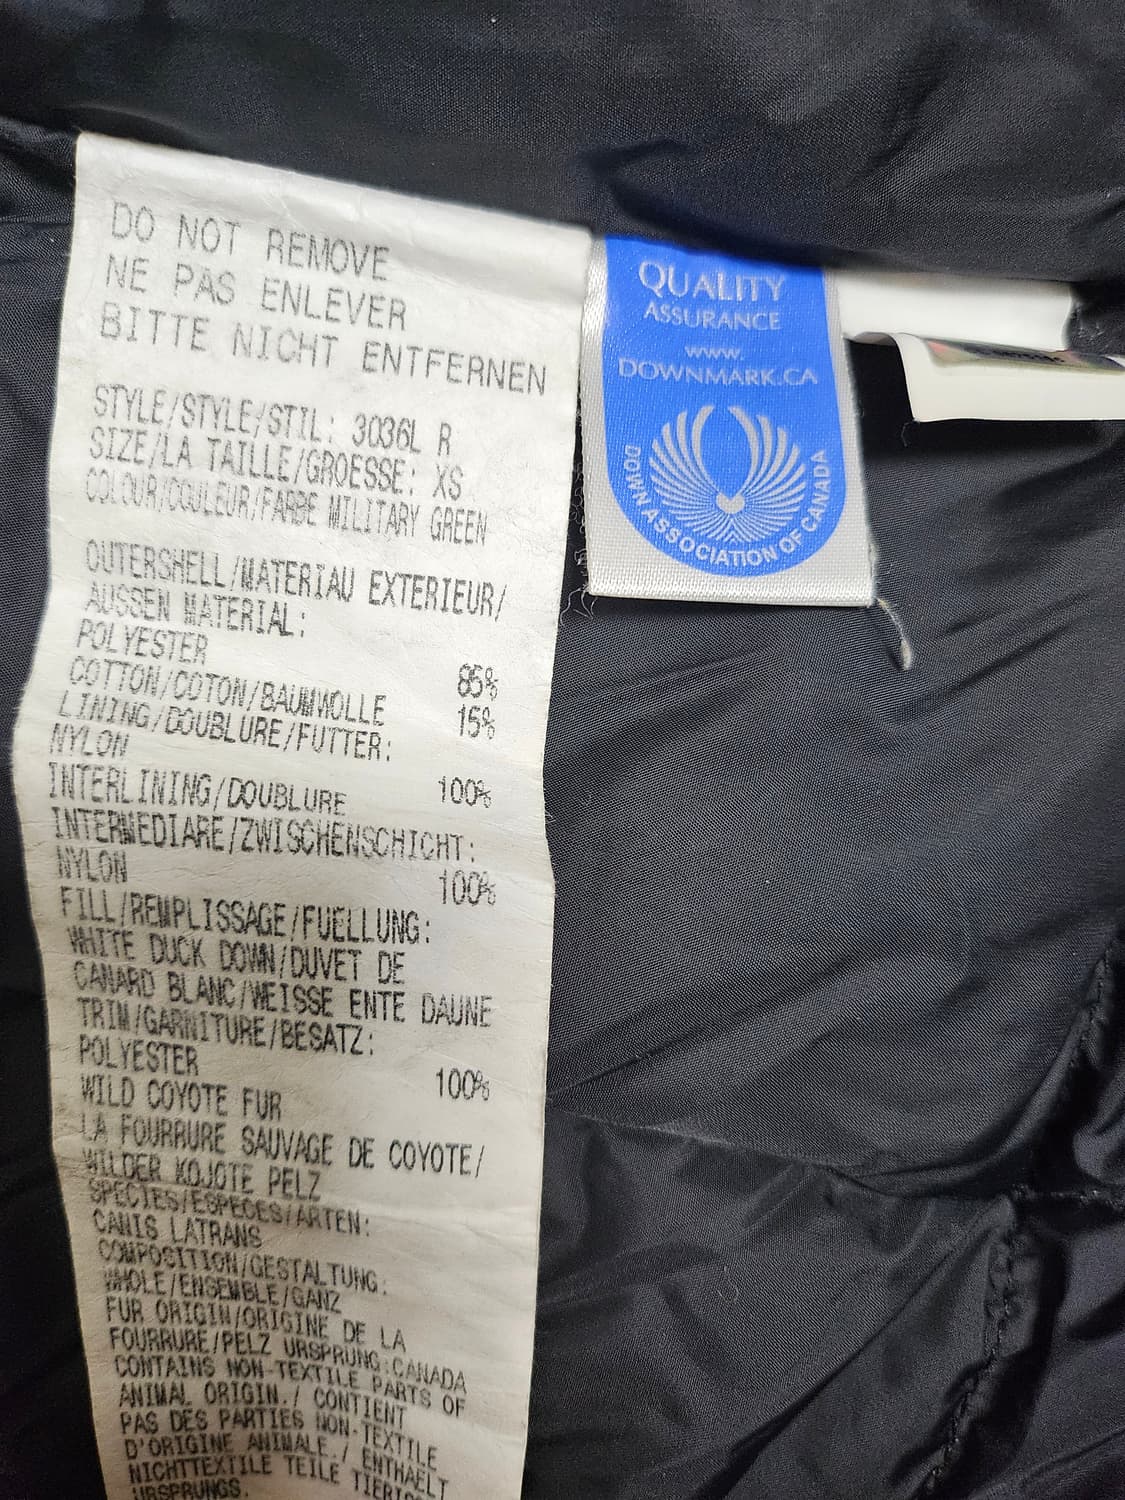 DO NOT REMOVE
NE PAS ENLEVER
BITTE NICHT ENTFERNEN
STYLE/STYLE/STIL: 3036L R
SIZE/LA TAILLE/GROESSE: XS
COLOUR/COULEUR/FARBE MILITARY GREEN
OUTERSHELL/MATERIAU EXTERIEUR/
AUSSEN MATERIAL:
POLYESTER 85%
COTTON/COTON/BAUMWOLLE 15%
LINING/DOUBLURE/FUTTER:
NYLON 100%
INTERLINING/DOUBLURE
INTERMEDIARE/ZWISCHENSCHICHT:
NYLON 100%
FILL/REMPLISSAGE/FUELLUNG:
WHITE DUCK DOWN/DUVET DE
CANARD BLANC/WEISSE ENTE DAUNE
TRIM/GARNITURE/BESATZ:
POLYESTER 100%
WILD COYOTE FUR
LA FOURRURE SAUVAGE DE COYOTE/
WILDER KOJOTE PELZ
SPECIES/ESPECES/ARTEN:
CANIS LATRANS
COMPOSITION/GESTALTUNG:
WHOLE/ENSEMBLE/GANZ
FUR ORIGIN/ORIGINE DE LA
FOURRURE/PELZ URSPRUNG:CANADA
CONTAINS NON-TEXTILE PARTS OF
ANIMAL ORIGIN./ CONTIENT
PAS DES PARTIES NON-TEXTILE
D'ORIGINE ANIMALE./ ENTHAELT
NICHTTEXTILE TEILE
URSPRUNGS.
QUALITY
ASSURANCE
www.
DOWNMARK.CA
DOWN ASSOCIATION OF CANADA